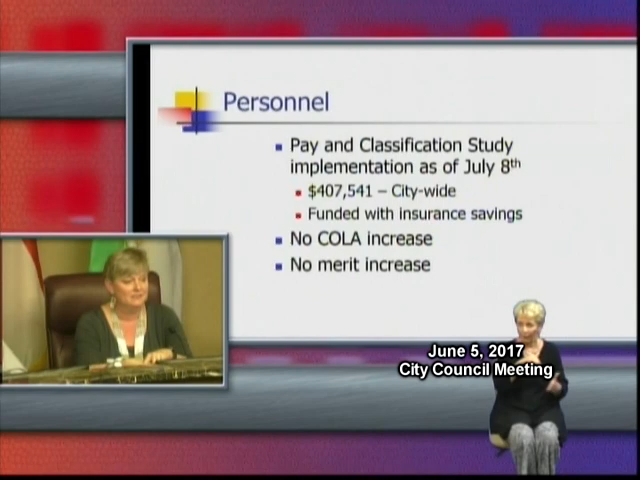 Personnel
Pay and Classification Study
implementation as of July 8th
$407,541 – City-wide
Funded with insurance savings
No COLA increase
No merit increase
June 5, 2017
City Council Meeting